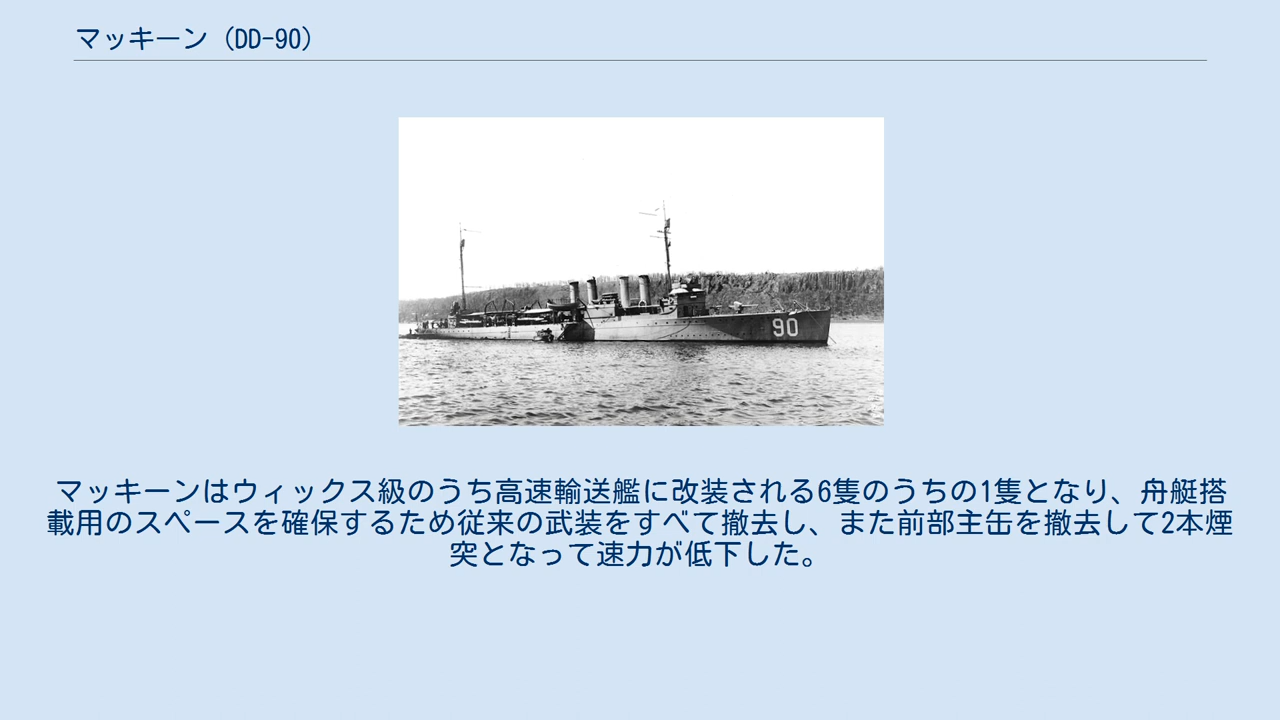 マッキーン（DD-90）
90
マッキーンはウィックス級のうち高速輸送艦に改装される6隻のうちの1隻となり、舟艇搭
載用のスペースを確保するため従来の武装をすべて撤去し、また前部主缶を撤去して2本煙
突となって速力が低下した。